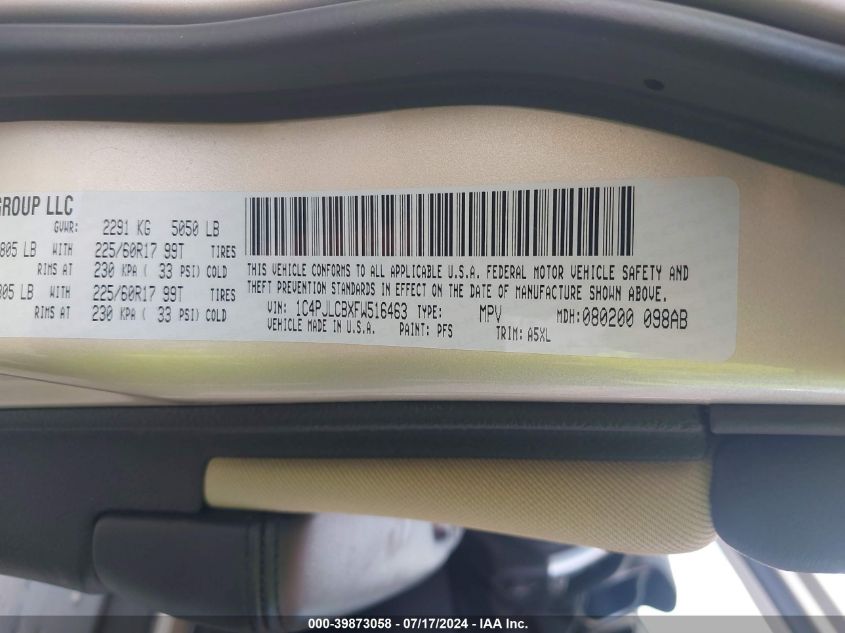 GROUP LLC
GVWR: 2291 KG 5050 LB
805 LB WITH 225/60R17 99T TIRES
RIMS AT 230 KPA ( 33 PSI) COLD
805 LB WITH 225/60R17 99T TIRES
RIMS AT 230 KPA ( 33 PSI) COLD
THIS VEHICLE CONFORMS TO ALL APPLICABLE U.S.A. FEDERAL MOTOR VEHICLE SAFETY AND
THEFT PREVENTION STANDARDS IN EFFECT ON THE DATE OF MANUFACTURE SHOWN ABOVE.
VIN: 1C4PJLCBXFW516463 TYPE: MPV MDH:080200 098AB
VEHICLE MADE IN U.S.A. PAINT: PFS TRIM: A5XL
000-39873058 / 07/17/2024 - IAA Inc.